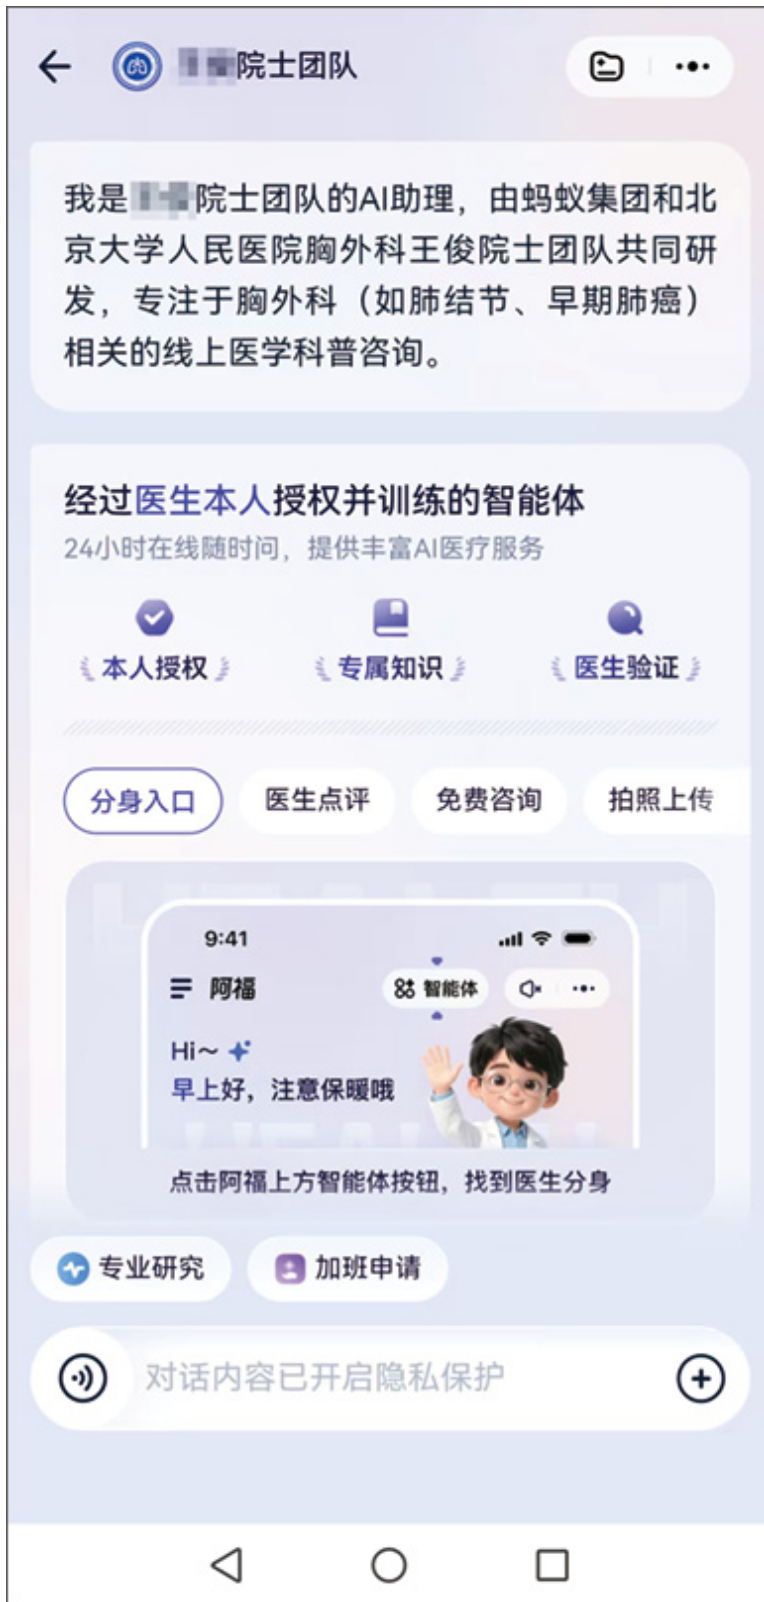 院士团队
我是院士团队的AI助理，由蚂蚁集团和北
京大学人民医院胸外科王俊院士团队共同研
发，专注于胸外科（如肺结节、早期肺癌）
相关的线上医学科普咨询。
经过医生本人授权并训练的智能体
24小时在线随时问，提供丰富AI医疗服务
本人授权 专属知识 医生验证
分身入口 医生点评 免费咨询 拍照上传
9:41
阿福 智能体
Hi～
早上好，注意保暖哦
点击阿福上方智能体按钮，找到医生分身
专业研究 加班申请
对话内容已开启隐私保护